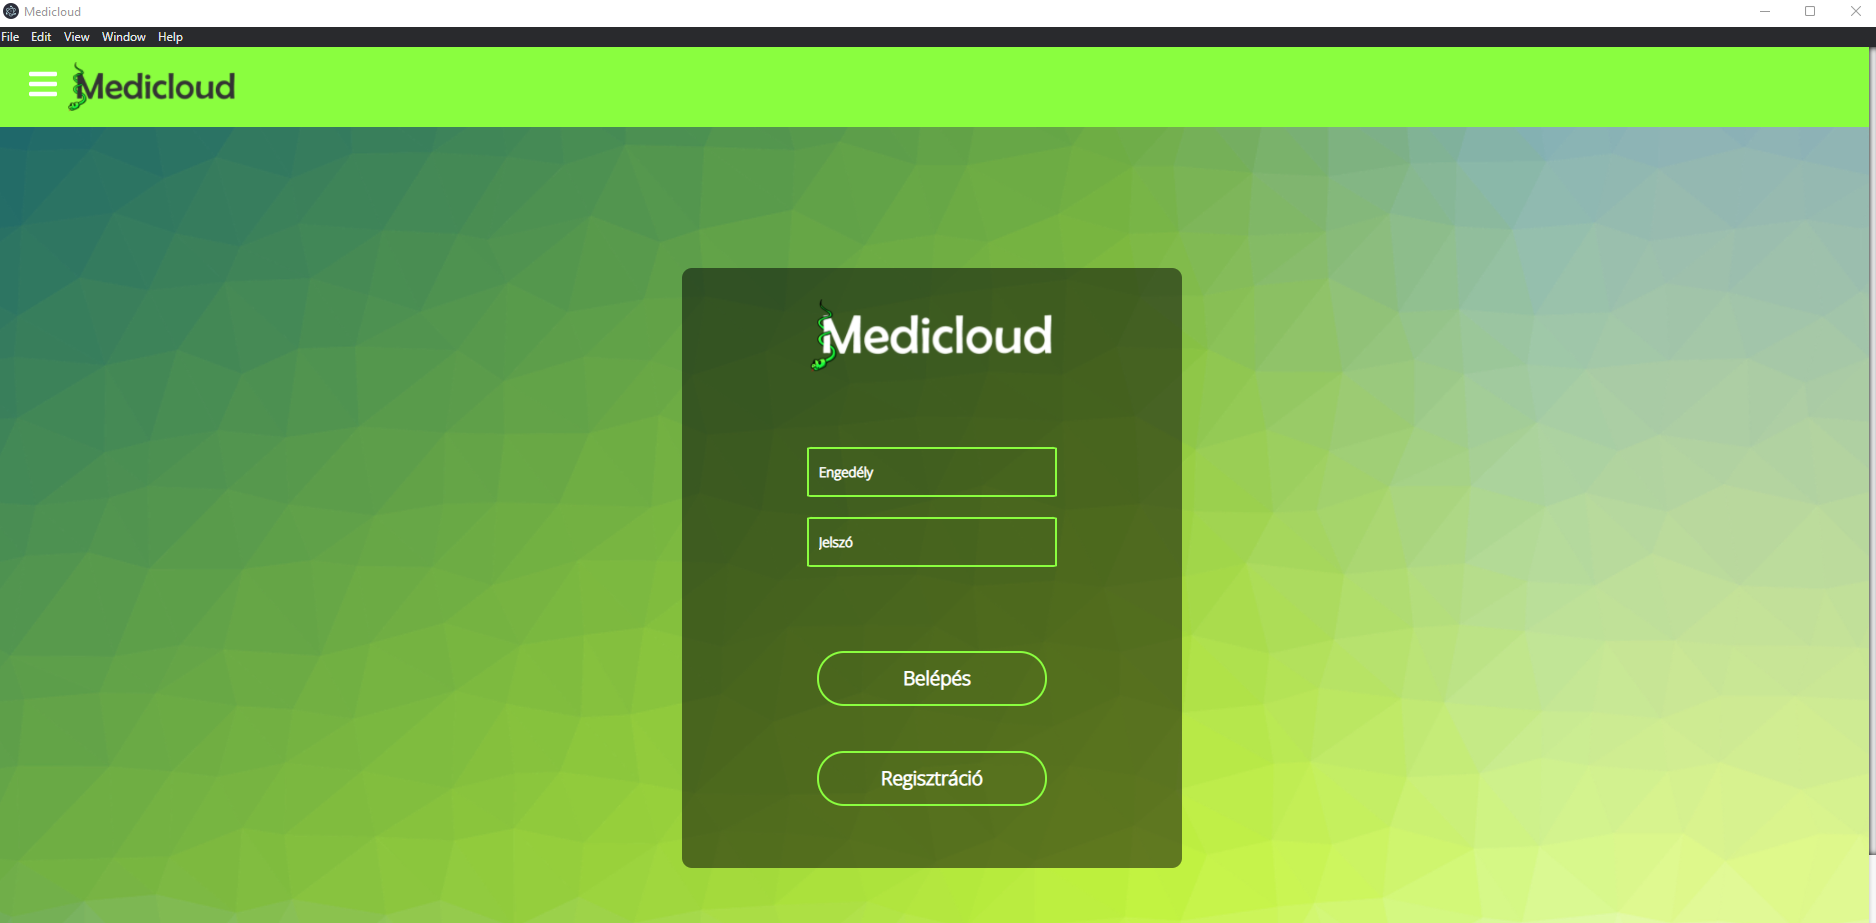 Medicloud
File Edit View Window Help
Medicloud
Medicloud
Engedély
Jelszó
Belépés
Regisztráció